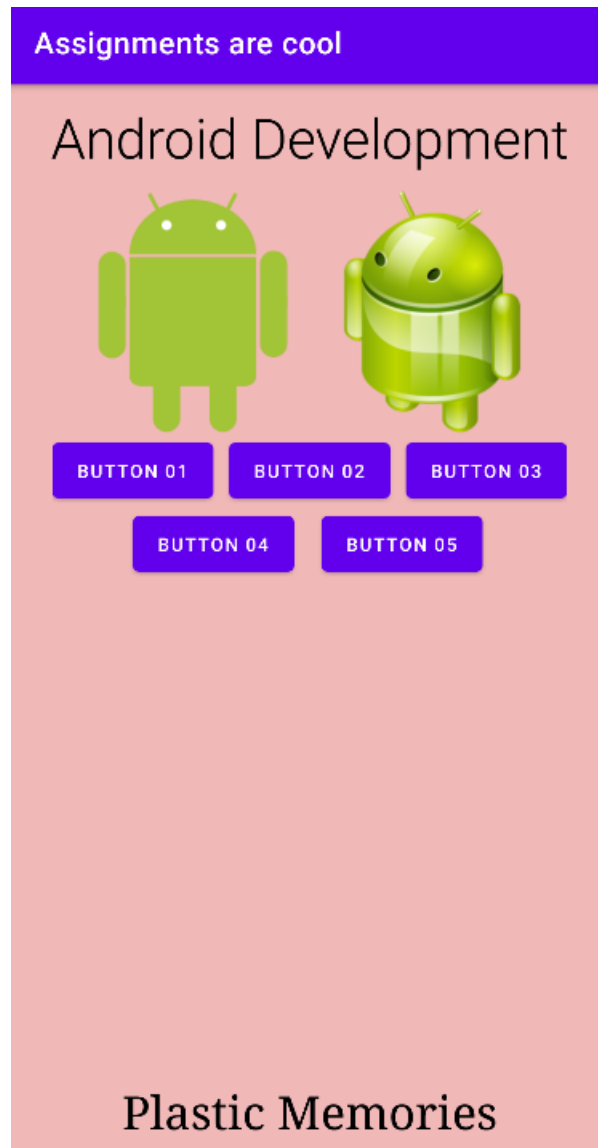 Assignments are cool
Android Development
BUTTON 01 BUTTON 02 BUTTON 03
BUTTON 04 BUTTON 05
Plastic Memories